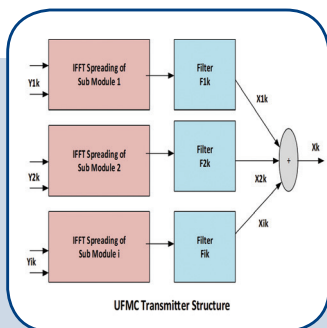 Y1k
IFFT Spreading of
Sub Module 1
Filter
F1k
X1k
Y2k
IFFT Spreading of
Sub Module 2
Filter
F2k
X2k
+
Xk
Yik
IFFT Spreading of
Sub Module i
Filter
Fik
Xik
UFMC Transmitter Structure